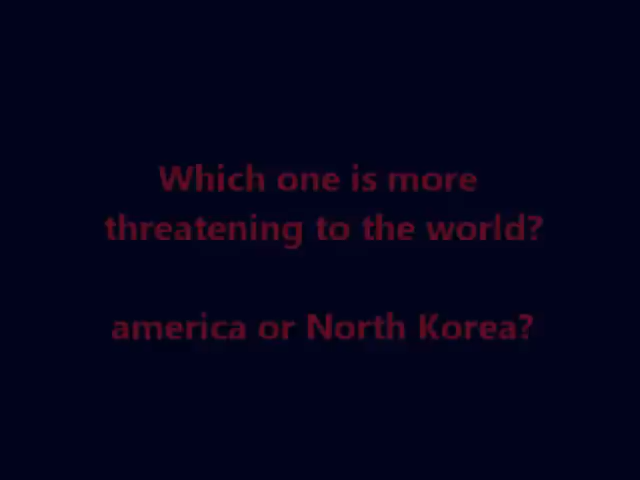 Which one is more
threatening to the world?
america or North Korea?